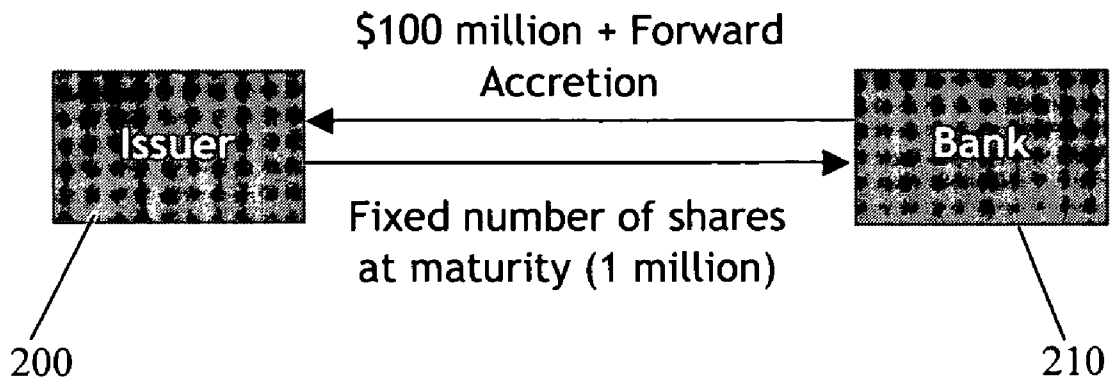 $100 million + Forward
Accretion
Issuer
Bank
Fixed number of shares
at maturity (1 million)
200
210